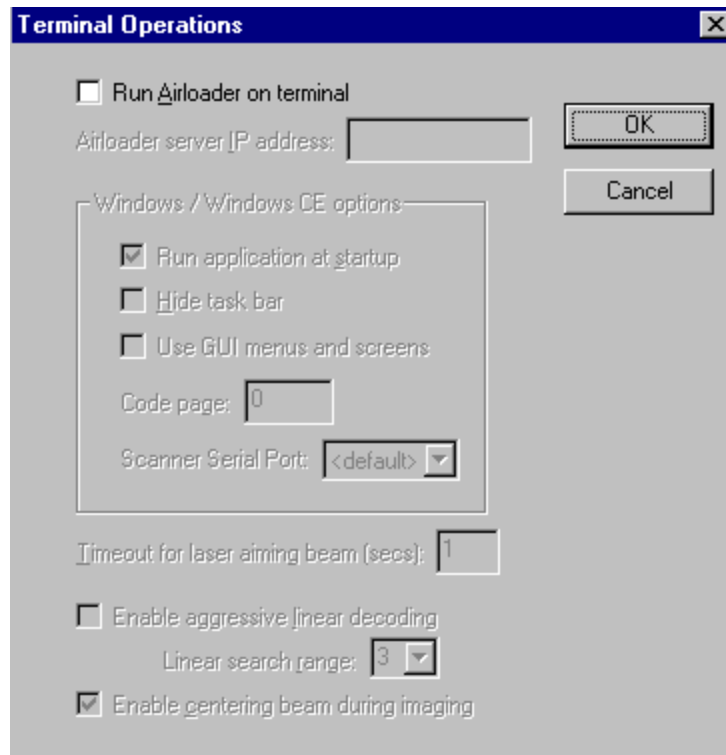 Terminal Operations
Run Airloader on terminal
Airloader server IP address:
OK
Cancel
Windows / Windows CE options
Run application at startup
Hide task bar
Use GUI menus and screens
Code page: 0
Scanner Serial Port: <default>
Timeout for laser aiming beam (secs): 1
Enable aggressive linear decoding
Linear search range: 3
Enable centering beam during imaging